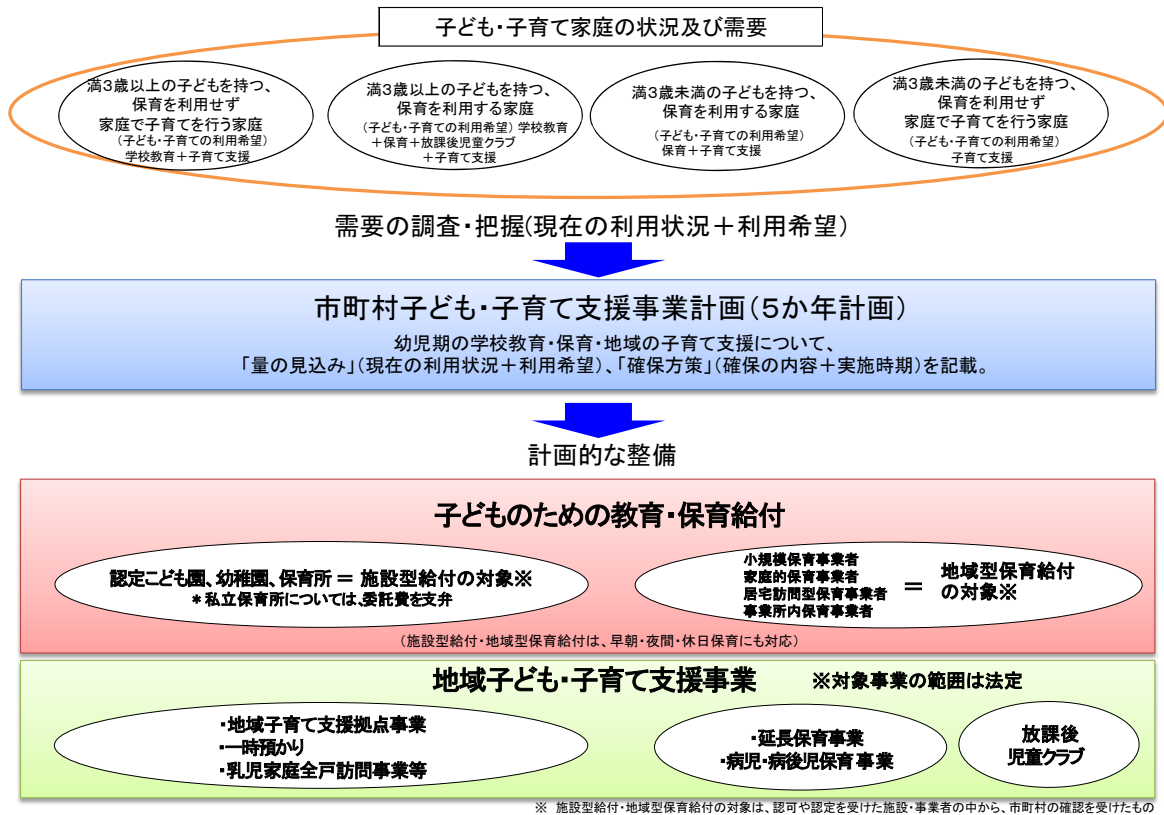 子ども・子育て家庭の状況及び需要
満３歳以上の子どもを持つ、
保育を利用せず
家庭で子育てを行う家庭
(子ども・子育ての利用希望)
学校教育＋子育て支援
満３歳以上の子どもを持つ、
保育を利用する家庭
(子ども・子育ての利用希望) 学校教育
＋保育＋放課後児童クラブ
＋子育て支援
満３歳未満の子どもを持つ、
保育を利用する家庭
(子ども・子育ての利用希望)
保育＋子育て支援
満３歳未満の子どもを持つ、
保育を利用せず
家庭で子育てを行う家庭
(子ども・子育ての利用希望)
子育て支援
需要の調査・把握(現在の利用状況＋利用希望)
市町村子ども・子育て支援事業計画(５か年計画)
幼児期の学校教育・保育・地域の子育て支援について、
「量の見込み」(現在の利用状況＋利用希望)、「確保方策」(確保の内容＋実施時期)を記載。
計画的な整備
子どものための教育・保育給付
認定こども園、幼稚園、保育所 ＝ 施設型給付の対象※
＊私立保育所については、委託費を支弁
小規模保育事業者
家庭的保育事業者
居宅訪問型保育事業者
事業所内保育事業者
＝
地域型保育給付
の対象※
(施設型給付・地域型保育給付は、早朝・夜間・休日保育にも対応)
地域子ども・子育て支援事業 ※対象事業の範囲は法定
・地域子育て支援拠点事業
・一時預かり
・乳児家庭全戸訪問事業等
・延長保育事業
・病児・病後児保育事業
放課後
児童クラブ
※ 施設型給付・地域型保育給付の対象は、認可や認定を受けた施設・事業者の中から、市町村の確認を受けたもの